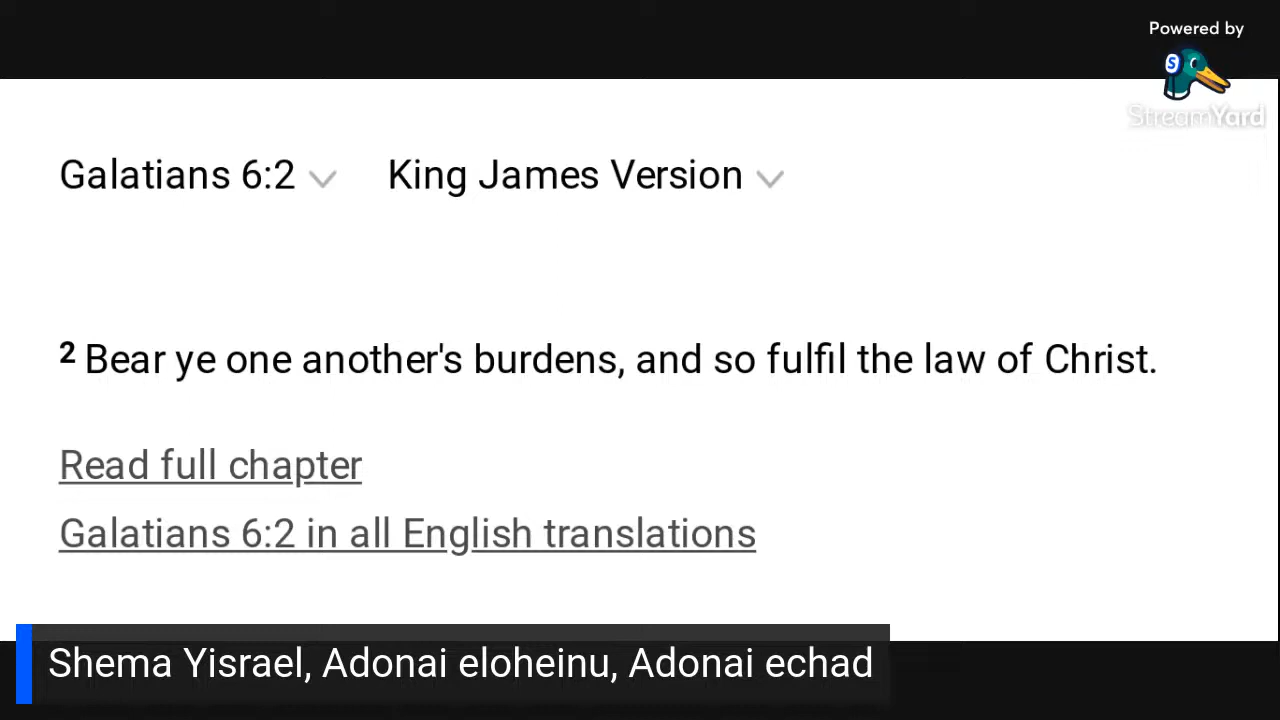 Powered by
S
StreamYard
Galatians 6:2 King James Version
2 Bear ye one another's burdens, and so fulfil the law of Christ.
Read full chapter
Galatians 6:2 in all English translations
Shema Yisrael, Adonai eloheinu, Adonai echad